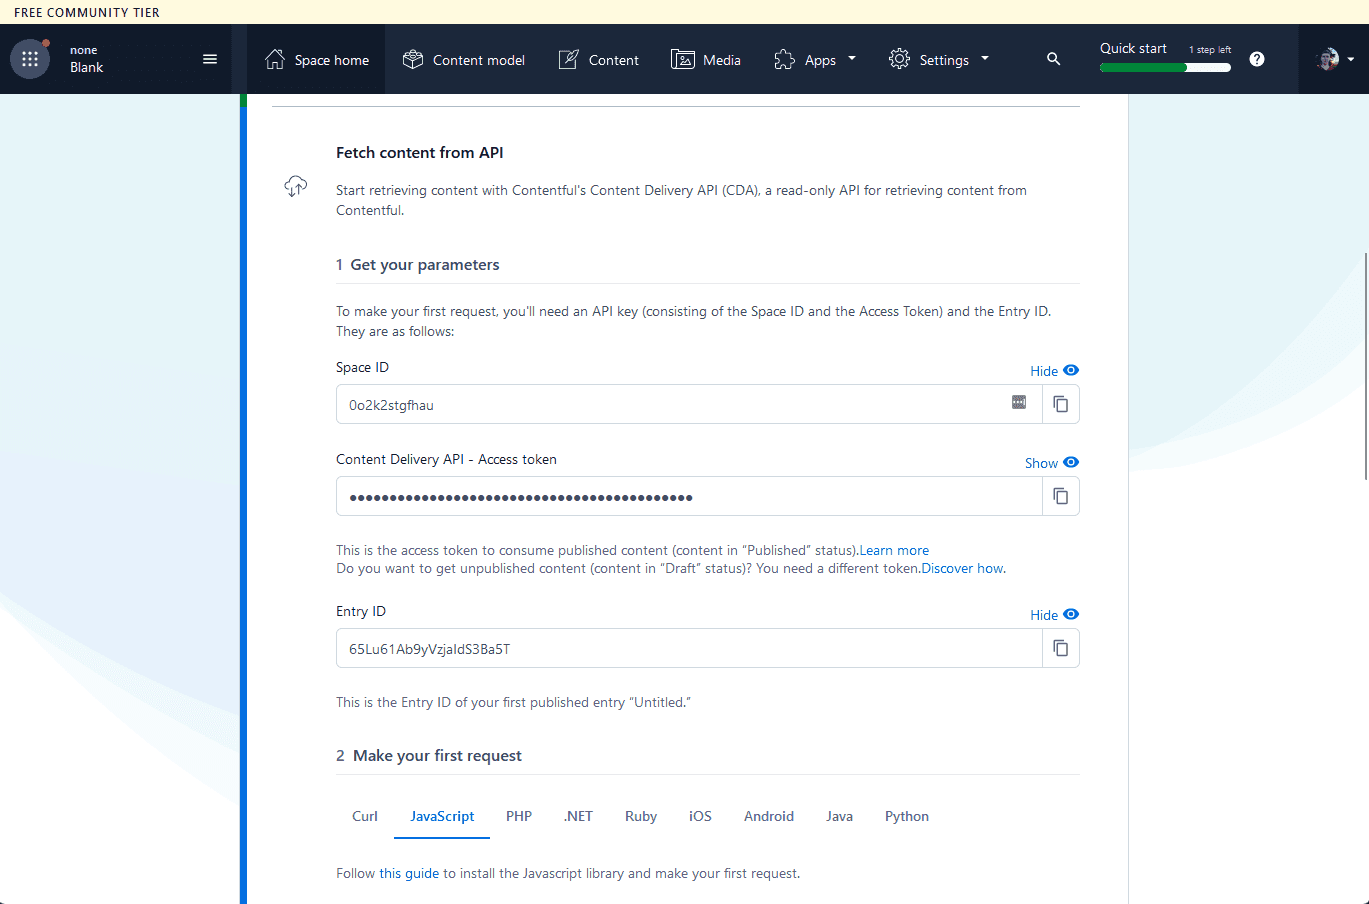 FREE COMMUNITY TIER
none
Blank
Space home
Content model
Content
Media
Apps
Settings
Quick start
1 step left
Fetch content from API
Start retrieving content with Contentful's Content Delivery API (CDA), a read-only API for retrieving content from
Contentful.
1 Get your parameters
To make your first request, you'll need an API key (consisting of the Space ID and the Access Token) and the Entry ID.
They are as follows:
Space ID
Hide
0o2k2stgfhau
Content Delivery API - Access token
Show
•••••••••••••••••••••••••••••••••••••••••••
This is the access token to consume published content (content in “Published” status).Learn more
Do you want to get unpublished content (content in “Draft” status)? You need a different token.Discover how.
Entry ID
Hide
65Lu61Ab9yVzjaIdS3Ba5T
This is the Entry ID of your first published entry “Untitled.”
2 Make your first request
Curl
JavaScript
PHP
.NET
Ruby
iOS
Android
Java
Python
Follow this guide to install the Javascript library and make your first request.